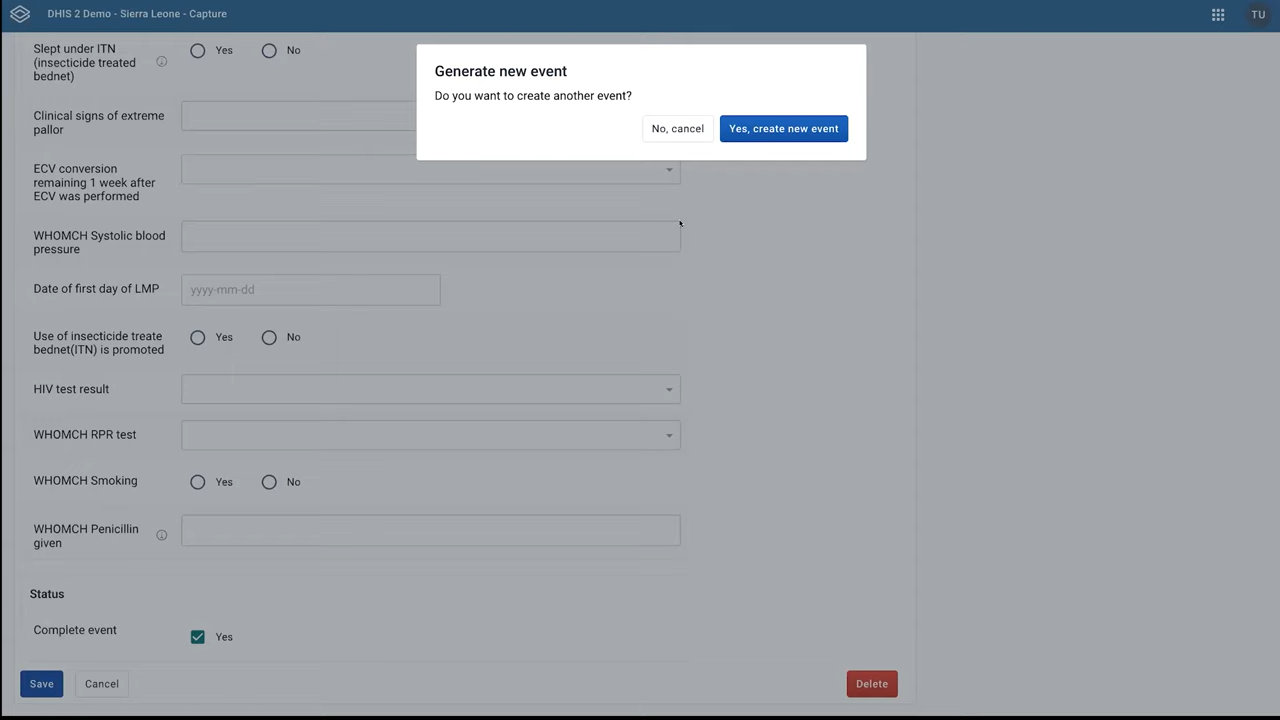 DHIS 2 Demo - Sierra Leone - Capture
TU
Generate new event
Do you want to create another event?
No, cancel
Yes, create new event
Slept under ITN
(insecticide treated
bednet)
Yes
No
Clinical signs of extreme
pallor
ECV conversion
remaining 1 week after
ECV was performed
WHOMCH Systolic blood
pressure
Date of first day of LMP
yyyy-mm-dd
Use of insecticide treate
bednet(ITN) is promoted
Yes
No
HIV test result
WHOMCH RPR test
WHOMCH Smoking
Yes
No
WHOMCH Penicillin
given
Status
Complete event
Yes
Save
Cancel
Delete